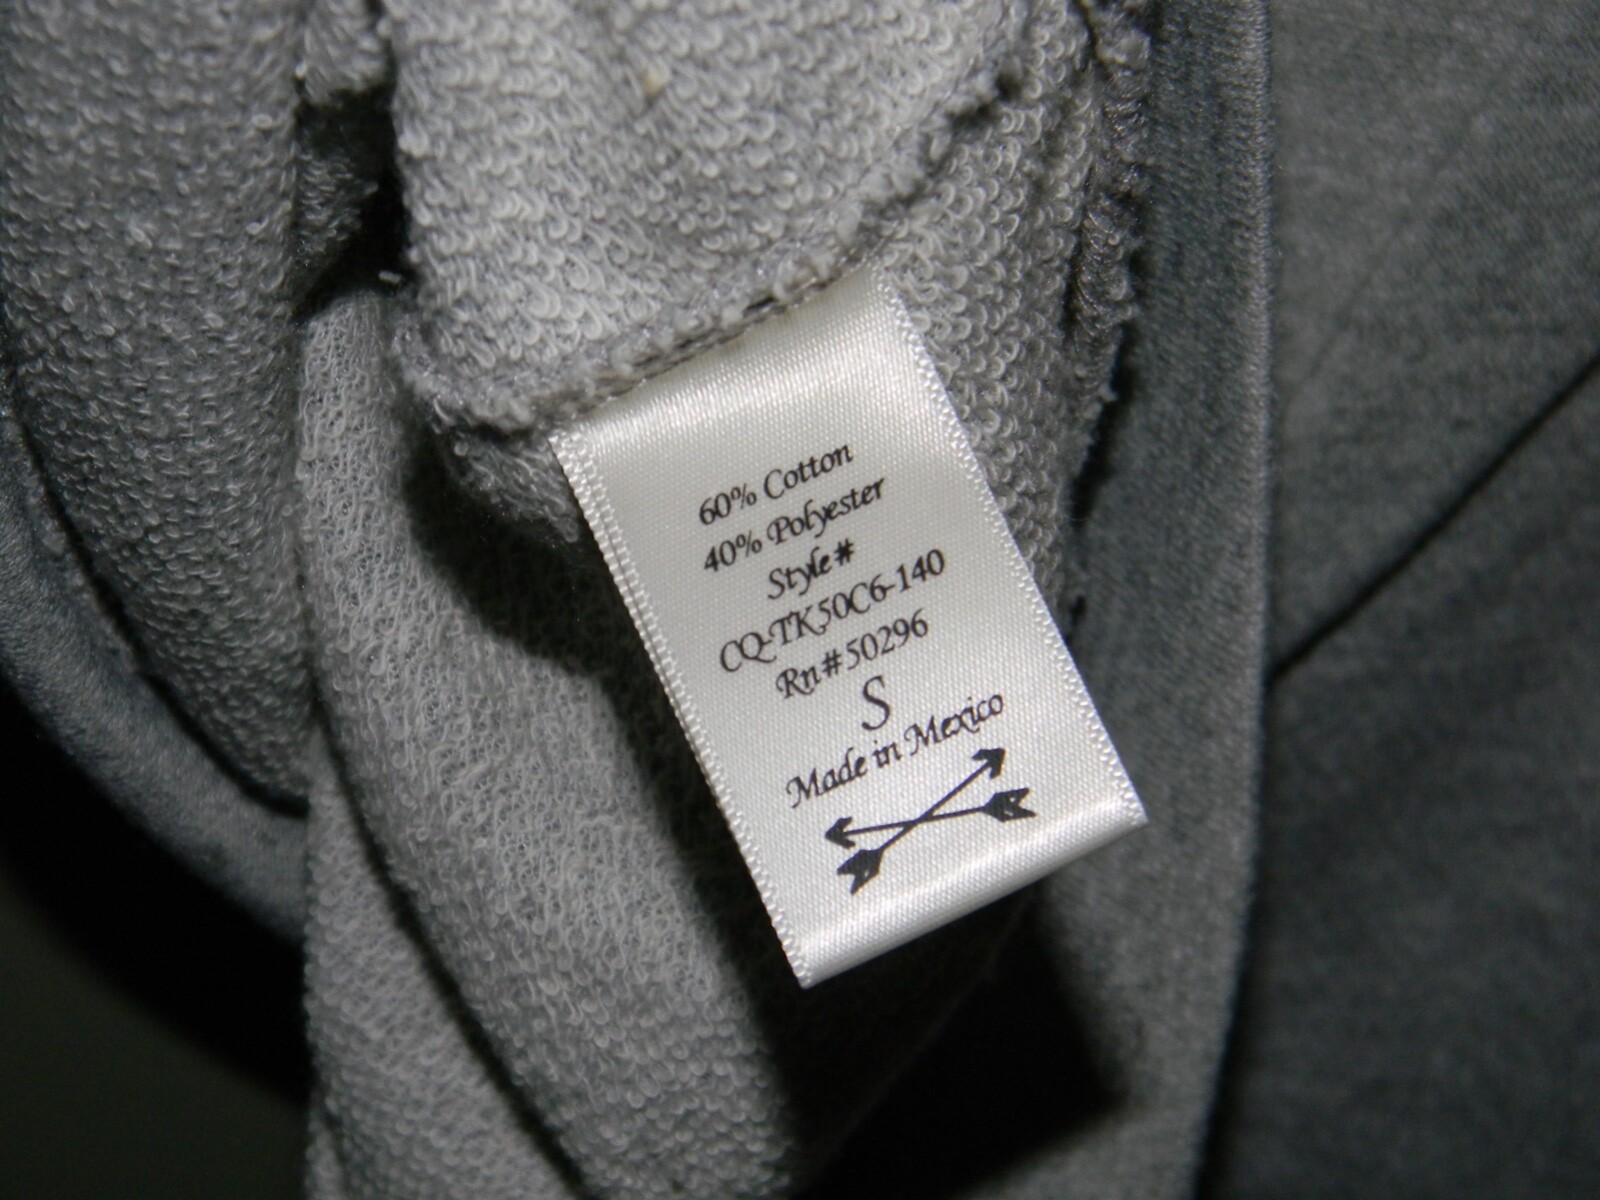 60% Cotton
40% Polyester
Style#
CQ-TK50C6-140
Rn#50296
S
Made in Mexico